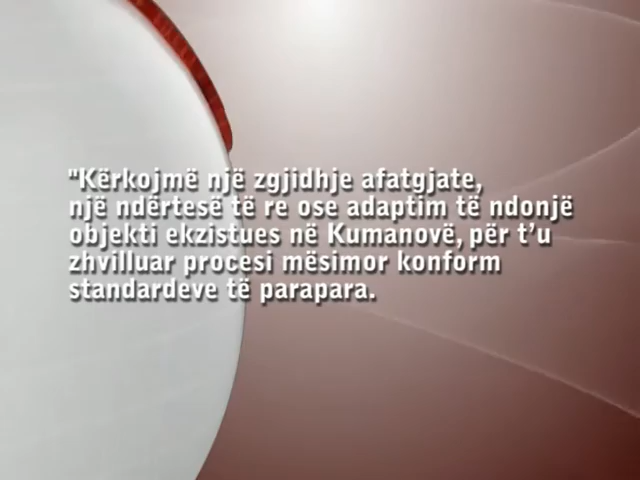 "Kërkojmë një zgjidhje afatgjate,
një ndërtesë të re ose adaptim të ndonjë
objekti ekzistues në Kumanovë, për t'u
zhvilluar procesi mësimor konform
standardeve të parapara.